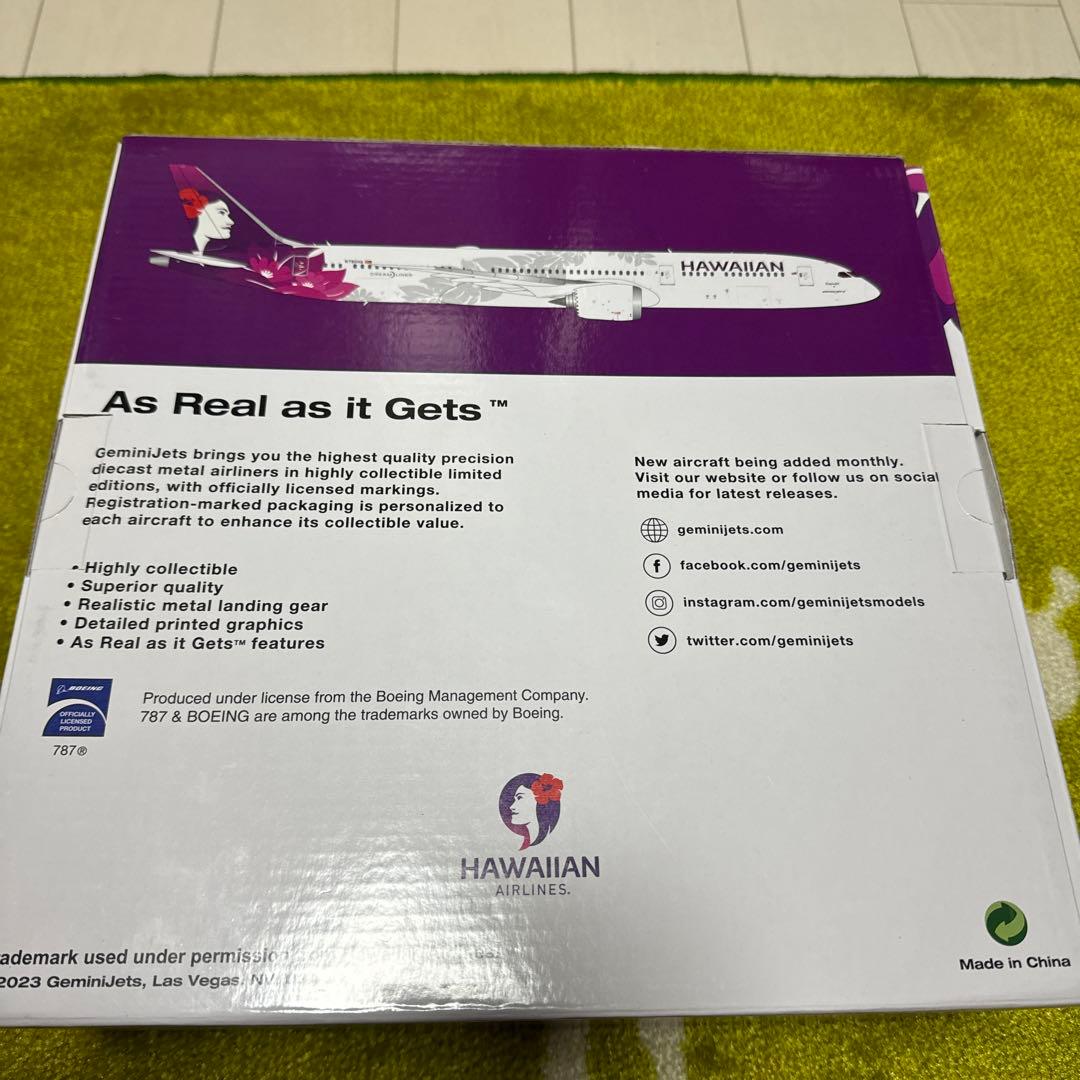 HAWAIIAN
DREAMLINER
As Real as it Gets™
GeminiJets brings you the highest quality precision
diecast metal airliners in highly collectible limited
editions, with officially licensed markings.
Registration-marked packaging is personalized to
each aircraft to enhance its collectible value.
• Highly collectible
• Superior quality
• Realistic metal landing gear
• Detailed printed graphics
• As Real as it Gets™ features
New aircraft being added monthly.
Visit our website or follow us on social
media for latest releases.
geminijets.com
f facebook.com/geminijets
instagram.com/geminijetsmodels
twitter.com/geminijets
BOEING
OFFICIALLY
LICENSED
PRODUCT
787®
Produced under license from the Boeing Management Company.
787 & BOEING are among the trademarks owned by Boeing.
HAWAIIAN
AIRLINES.
ademark used under permissio
2023 GeminiJets, Las Vegas, NV
Made in China